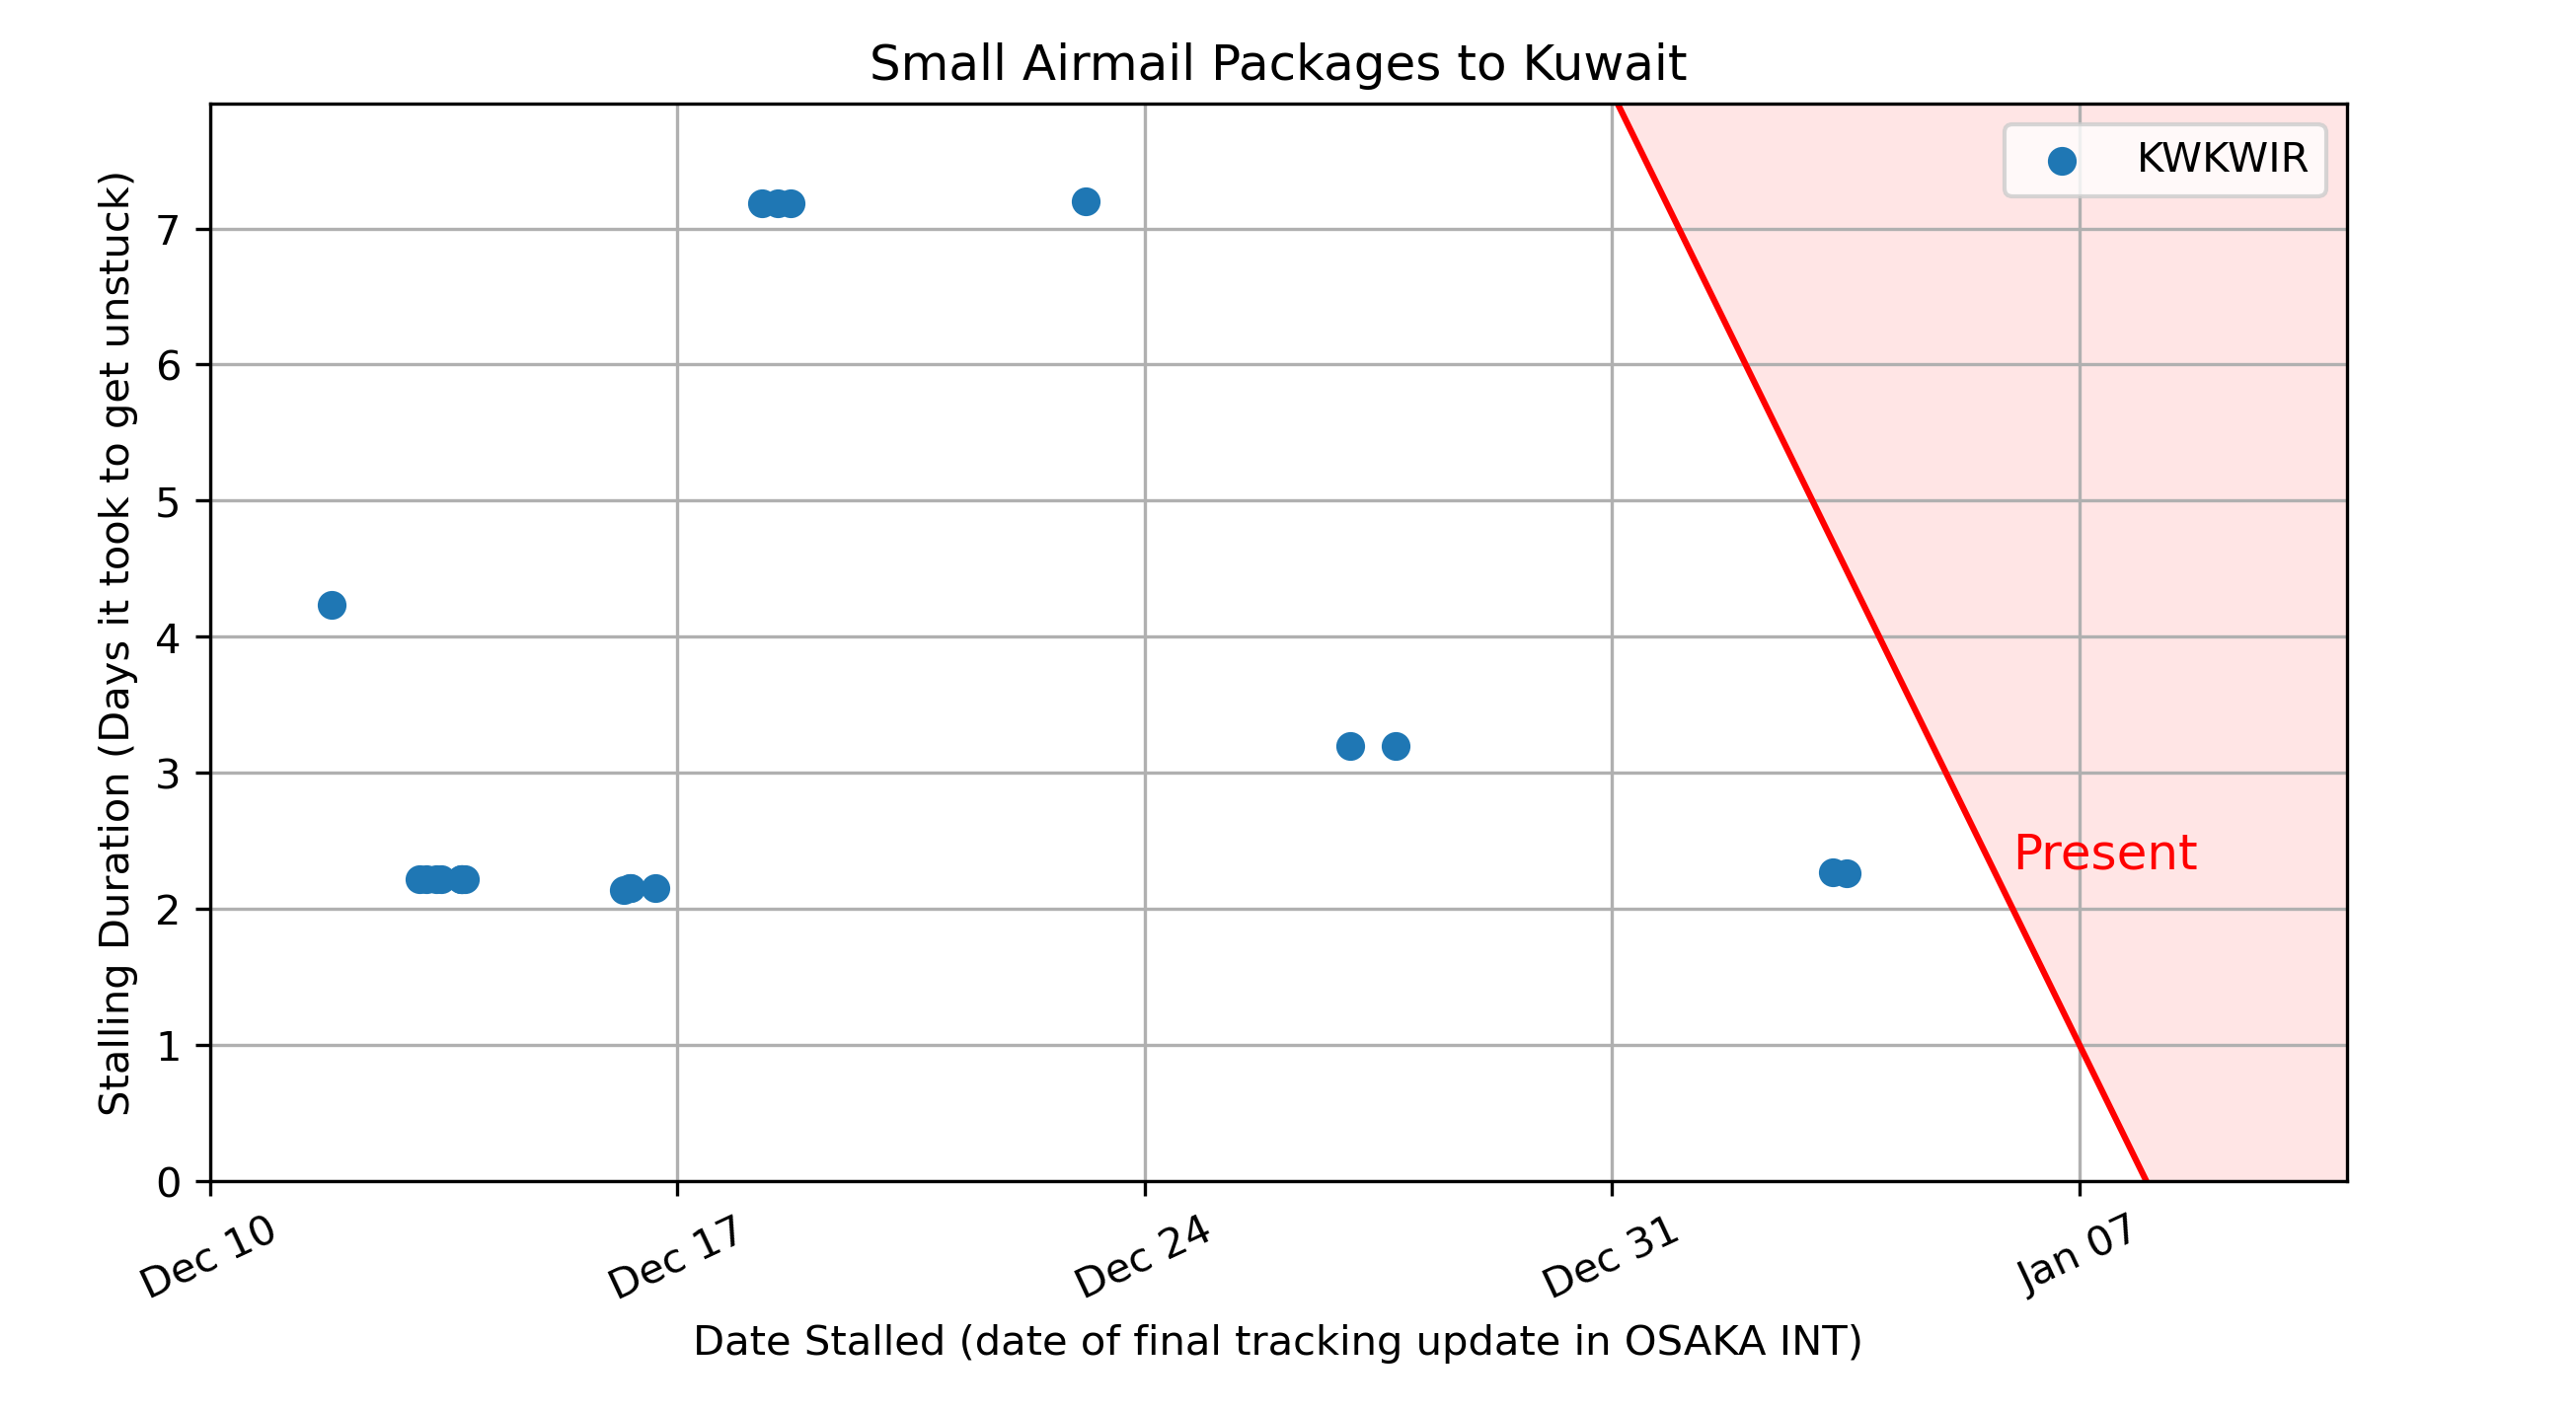 Small Airmail Packages to Kuwait
KWKWIR
Stalling Duration (Days it took to get unstuck)
7
6
5
4
3
2
1
0
Present
Dec 10
Dec 17
Dec 24
Dec 31
Jan 07
Date Stalled (date of final tracking update in OSAKA INT)